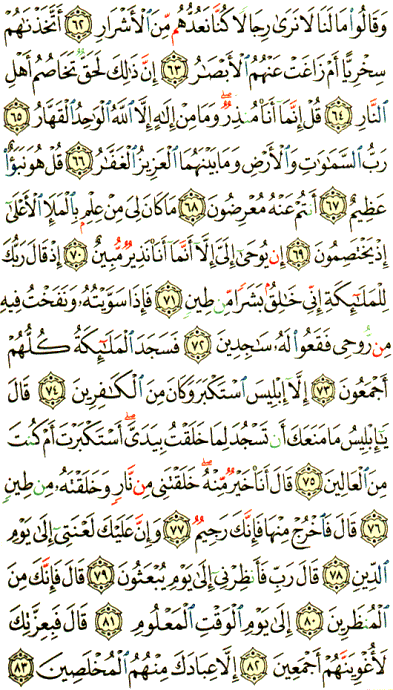 وَقَالُوا۟ مَا لَنَا لَا نَرَىٰ رِجَالًا كُنَّا نَعُدُّهُم مِّنَ ٱلْأَشْرَارِ ٦٢ أَتَّخَذْنَٰهُمْ
سِخْرِيًّا أَمْ زَاغَتْ عَنْهُمُ ٱلْأَبْصَٰرُ ٦٣ إِنَّ ذَٰلِكَ لَحَقٌّ تَخَاصُمُ أَهْلِ
ٱلنَّارِ ٦٤ قُلْ إِنَّمَآ أَنَا۠ مُنذِرٌ ۖ وَمَا مِنْ إِلَٰهٍ إِلَّا ٱللَّهُ ٱلْوَٰحِدُ ٱلْقَهَّارُ ٦٥
رَبُّ ٱلسَّمَٰوَٰتِ وَٱلْأَرْضِ وَمَا بَيْنَهُمَا ٱلْعَزِيزُ ٱلْغَفَّٰرُ ٦٦ قُلْ هُوَ نَبَؤٌا۟
عَظِيمٌ ٦٧ أَنتُمْ عَنْهُ مُعْرِضُونَ ٦٨ مَا كَانَ لِىَ مِنْ عِلْمٍۭ بِٱلْمَلَإِ ٱلْأَعْلَىٰٓ
إِذْ يَخْتَصِمُونَ ٦٩ إِن يُوحَىٰٓ إِلَىَّ إِلَّآ أَنَّمَآ أَنَا۠ نَذِيرٌ مُّبِينٌ ٧٠ إِذْ قَالَ رَبُّكَ
لِلْمَلَٰٓئِكَةِ إِنِّى خَٰلِقٌۢ بَشَرًا مِّن طِينٍ ٧١ فَإِذَا سَوَّيْتُهُۥ وَنَفَخْتُ فِيهِ
مِن رُّوحِى فَقَعُوا۟ لَهُۥ سَٰجِدِينَ ٧٢ فَسَجَدَ ٱلْمَلَٰٓئِكَةُ كُلُّهُمْ
أَجْمَعُونَ ٧٣ إِلَّآ إِبْلِيسَ ٱسْتَكْبَرَ وَكَانَ مِنَ ٱلْكَٰفِرِينَ ٧٤ قَالَ
يَٰٓإِبْلِيسُ مَا مَنَعَكَ أَن تَسْجُدَ لِمَا خَلَقْتُ بِيَدَىَّ ۖ أَسْتَكْبَرْتَ أَمْ كُنتَ
مِنَ ٱلْعَالِينَ ٧٥ قَالَ أَنَا۠ خَيْرٌ مِّنْهُ ۖ خَلَقْتَنِى مِن نَّارٍ وَخَلَقْتَهُۥ مِن طِينٍ
٧٦ قَالَ فَٱخْرُجْ مِنْهَا فَإِنَّكَ رَجِيمٌ ٧٧ وَإِنَّ عَلَيْكَ لَعْنَتِىٓ إِلَىٰ يَوْمِ
ٱلدِّينِ ٧٨ قَالَ رَبِّ فَأَنظِرْنِىٓ إِلَىٰ يَوْمِ يُبْعَثُونَ ٧٩ قَالَ فَإِنَّكَ مِنَ
ٱلْمُنظَرِينَ ٨٠ إِلَىٰ يَوْمِ ٱلْوَقْتِ ٱلْمَعْلُومِ ٨١ قَالَ فَبِعِزَّتِكَ
لَأُغْوِيَنَّهُمْ أَجْمَعِينَ ٨٢ إِلَّا عِبَادَكَ مِنْهُمُ ٱلْمُخْلَصِينَ ٨٣